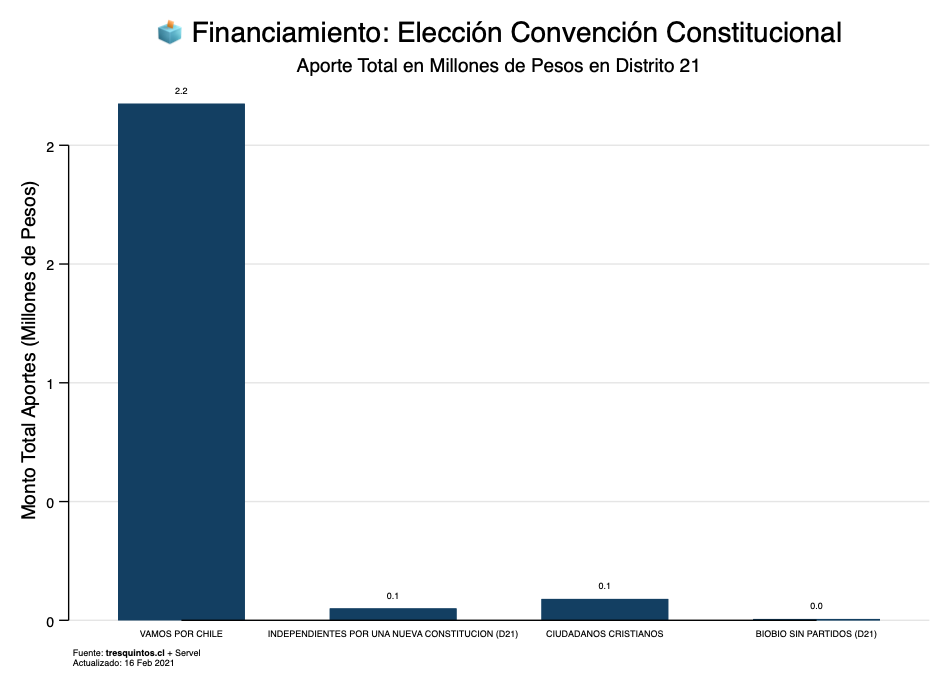 Financiamiento: Elección Convención Constitucional
Aporte Total en Millones de Pesos en Distrito 21
Monto Total Aportes (Millones de Pesos)
2
2
1
0
0
2.2
0.1
0.1
0.0
VAMOS POR CHILE
INDEPENDIENTES POR UNA NUEVA CONSTITUCION (D21)
CIUDADANOS CRISTIANOS
BIOBIO SIN PARTIDOS (D21)
Fuente: tresquintos.cl + Servel
Actualizado: 16 Feb 2021